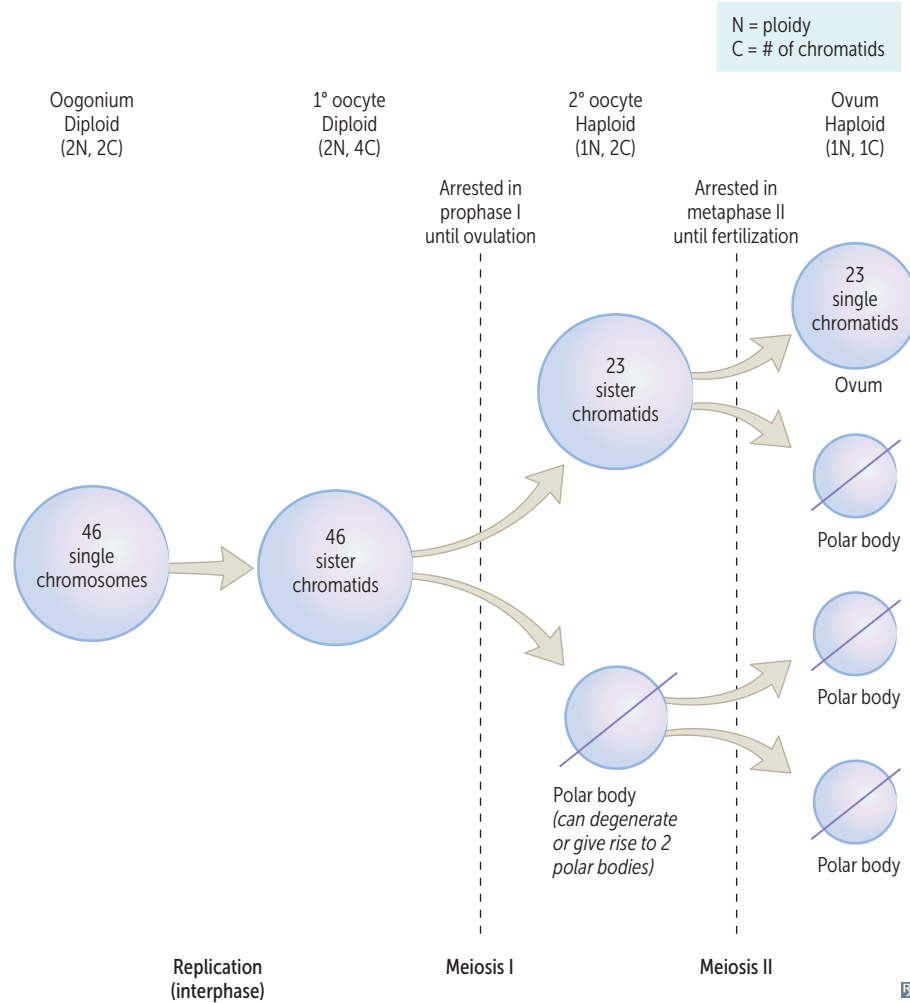 N = ploidy
C = # of chromatids
Oogonium
Diploid
(2N, 2C)
1° oocyte
Diploid
(2N, 4C)
2° oocyte
Haploid
(1N, 2C)
Ovum
Haploid
(1N, 1C)
Arrested in
prophase I
until ovulation
Arrested in
metaphase II
until fertilization
46
single
chromosomes
46
sister
chromatids
23
sister
chromatids
23
single
chromatids
Ovum
Polar body
Polar body
Polar body
(can degenerate
or give rise to 2
polar bodies)
Polar body
Replication
(interphase)
Meiosis I
Meiosis II